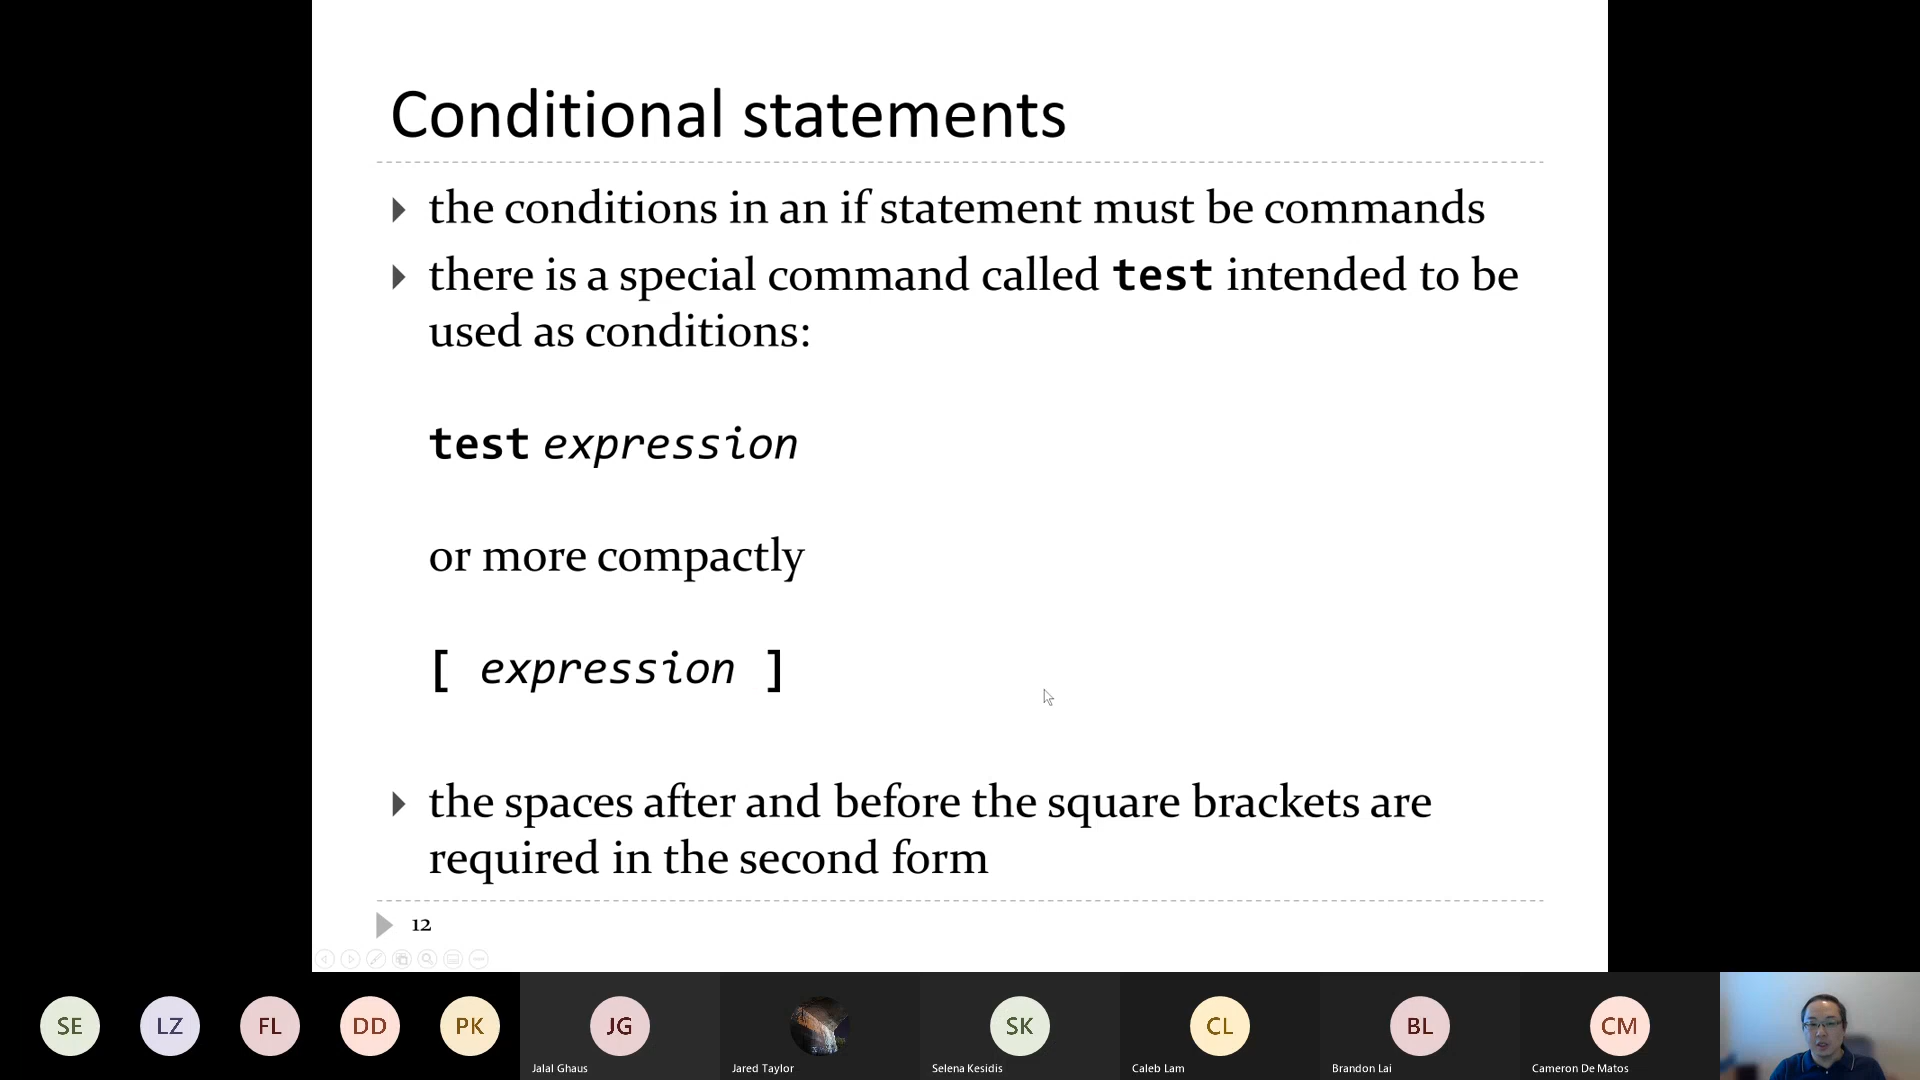 Conditional statements
the conditions in an if statement must be commands
there is a special command called test intended to be
used as conditions:
test expression
or more compactly
[ expression ]
the spaces after and before the square brackets are
required in the second form
12
SE
LZ
FL
DD
PK
JG
SK
CL
BL
CM
Jalal Ghaus
Jared Taylor
Selena Kesidis
Caleb Lam
Brandon Lai
Cameron De Matos